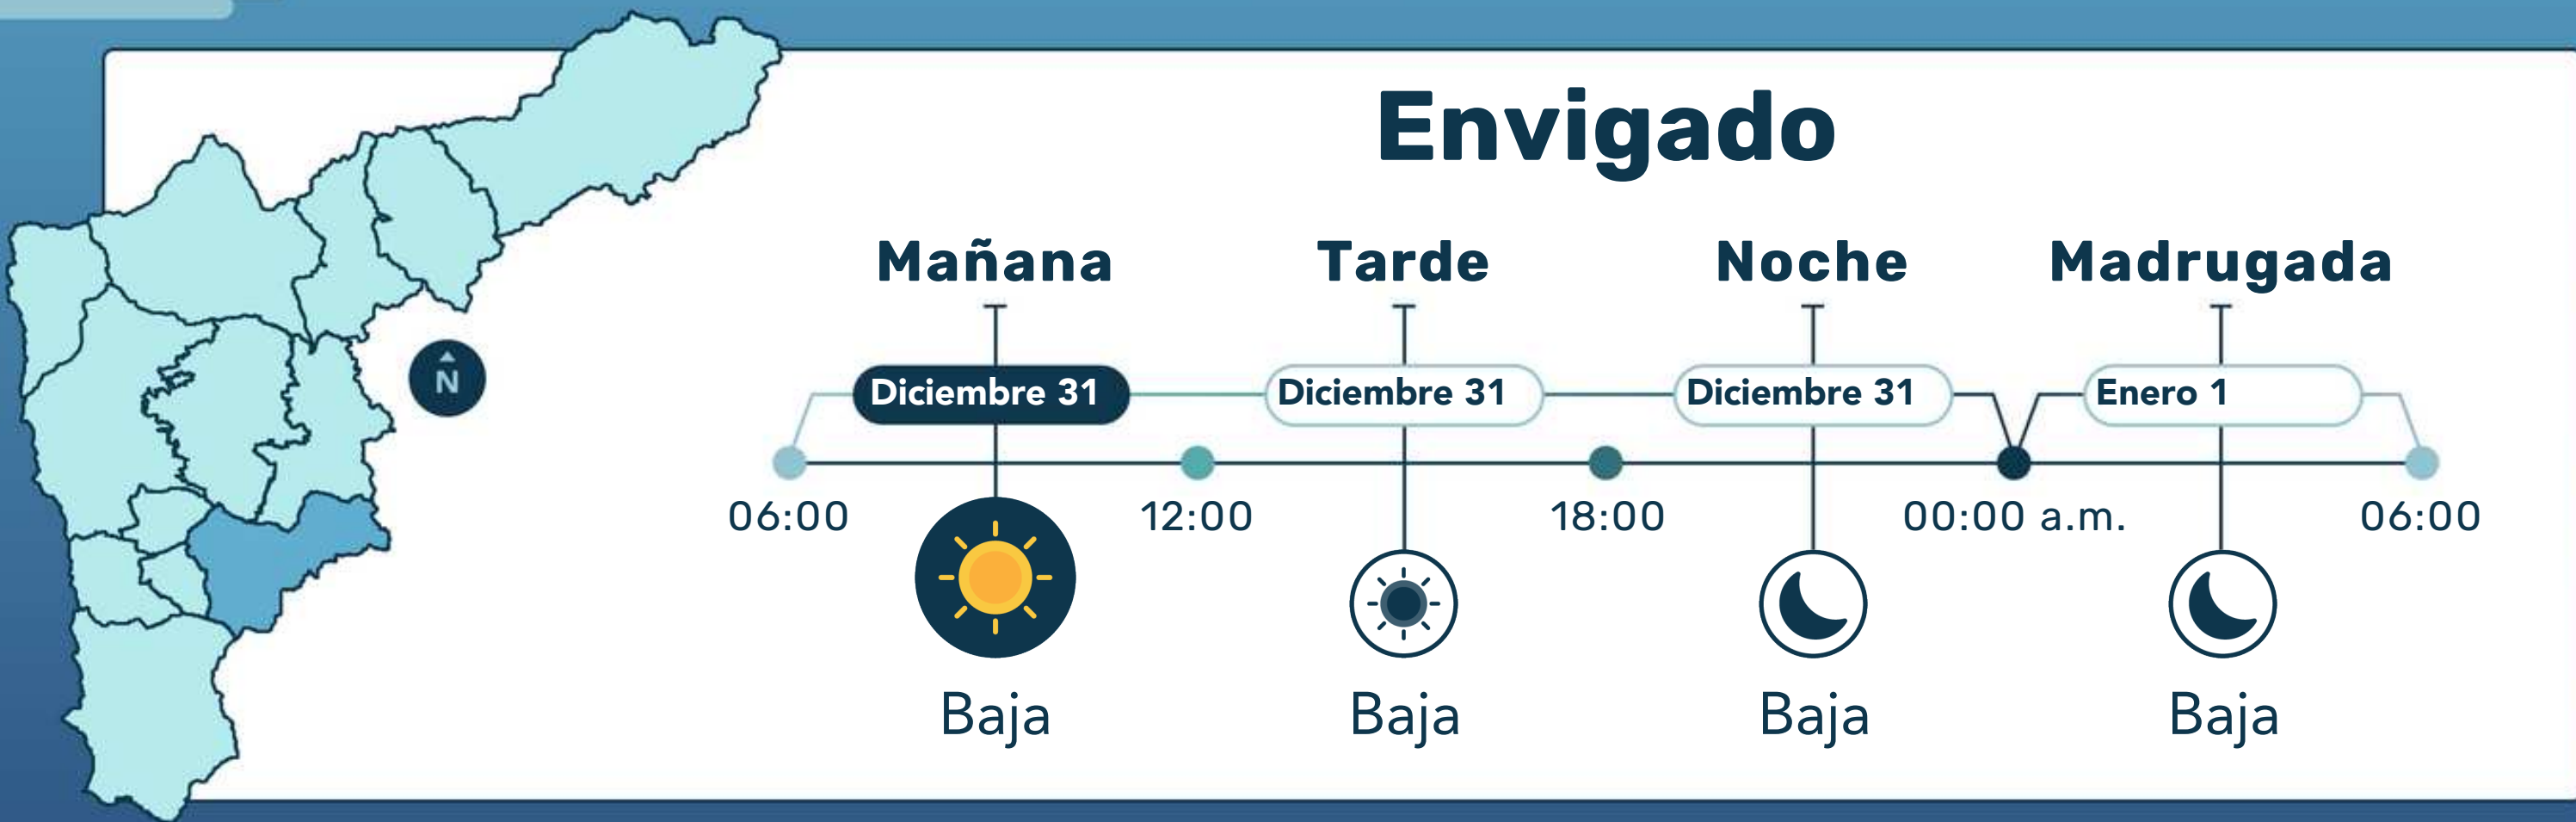 Envigado
Mañana Tarde Noche Madrugada
Diciembre 31 Diciembre 31 Diciembre 31 Enero 1
N
06:00 12:00 18:00 00:00 a.m. 06:00
Baja Baja Baja Baja